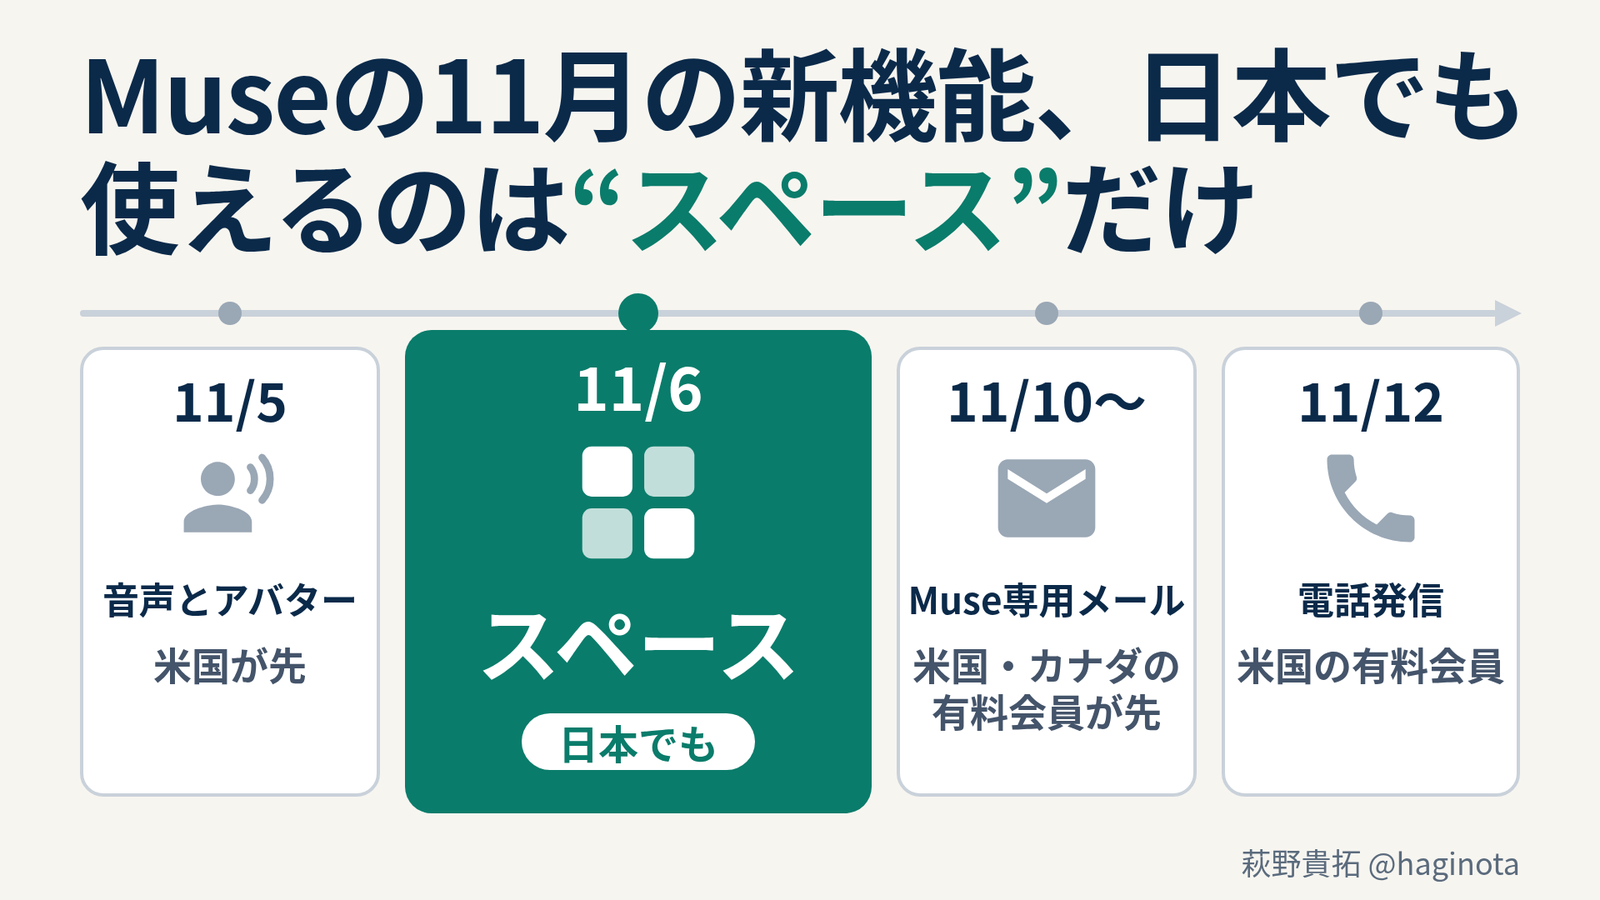 Museの11月の新機能、日本でも
使えるのは“スペース”だけ
11/5
音声とアバター
米国が先
11/6
スペース
日本でも
11/10〜
Muse専用メール
米国・カナダの
有料会員が先
11/12
電話発信
米国の有料会員
萩野貴拓 @haginota